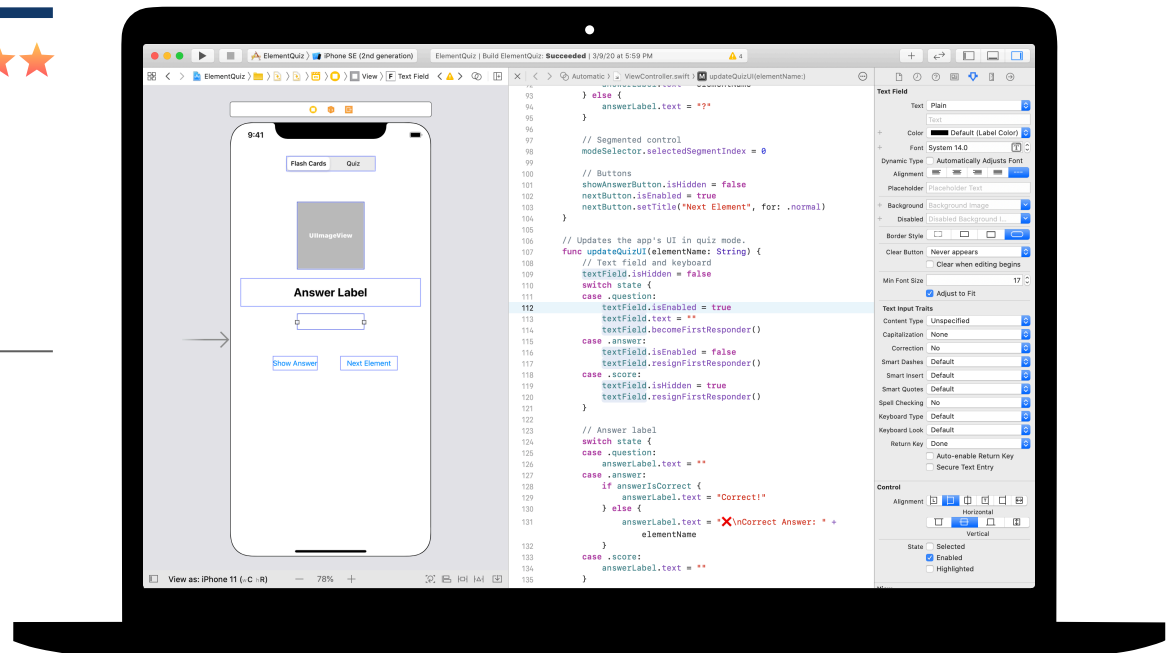 ElementQuiz iPhone SE (2nd generation)
ElementQuiz | Build ElementQuiz: Succeeded | 3/9/20 at 5:59 PM
4
ElementQuiz View F Text Field
9:41
Flash Cards Quiz
UIImageView
Answer Label
Show Answer Next Element
View as: iPhone 11 (wC hR) — 78% +
Automatic ViewController.swift M updateQuizUI(elementName:)
93 } else {
94 answerLabel.text = "?"
95 }
96
97 // Segmented control
98 modeSelector.selectedSegmentIndex = 0
99
100 // Buttons
101 showAnswerButton.isHidden = false
102 nextButton.isEnabled = true
103 nextButton.setTitle("Next Element", for: .normal)
104 }
105
106 // Updates the app's UI in quiz mode.
107 func updateQuizUI(elementName: String) {
108 // Text field and keyboard
109 textField.isHidden = false
110 switch state {
111 case .question:
112 textField.isEnabled = true
113 textField.text = ""
114 textField.becomeFirstResponder()
115 case .answer:
116 textField.isEnabled = false
117 textField.resignFirstResponder()
118 case .score:
119 textField.isHidden = true
120 textField.resignFirstResponder()
121 }
122
123 // Answer label
124 switch state {
125 case .question:
126 answerLabel.text = ""
127 case .answer:
128 if answerIsCorrect {
129 answerLabel.text = "Correct!"
130 } else {
131 answerLabel.text = "❌\nCorrect Answer: " +
elementName
132 }
133 case .score:
134 answerLabel.text = ""
135 }
Text Field
Text Plain
Text
Color Default (Label Color)
Font System 14.0
Dynamic Type Automatically Adjusts Font
Alignment
Placeholder Placeholder Text
Background Background Image
Disabled Disabled Background I...
Border Style
Clear Button Never appears
Clear when editing begins
Min Font Size 17
Adjust to Fit
Text Input Traits
Content Type Unspecified
Capitalization None
Correction No
Smart Dashes Default
Smart Insert Default
Smart Quotes Default
Spell Checking No
Keyboard Type Default
Keyboard Look Default
Return Key Done
Auto-enable Return Key
Secure Text Entry
Control
Alignment
Horizontal
Vertical
State Selected
Enabled
Highlighted